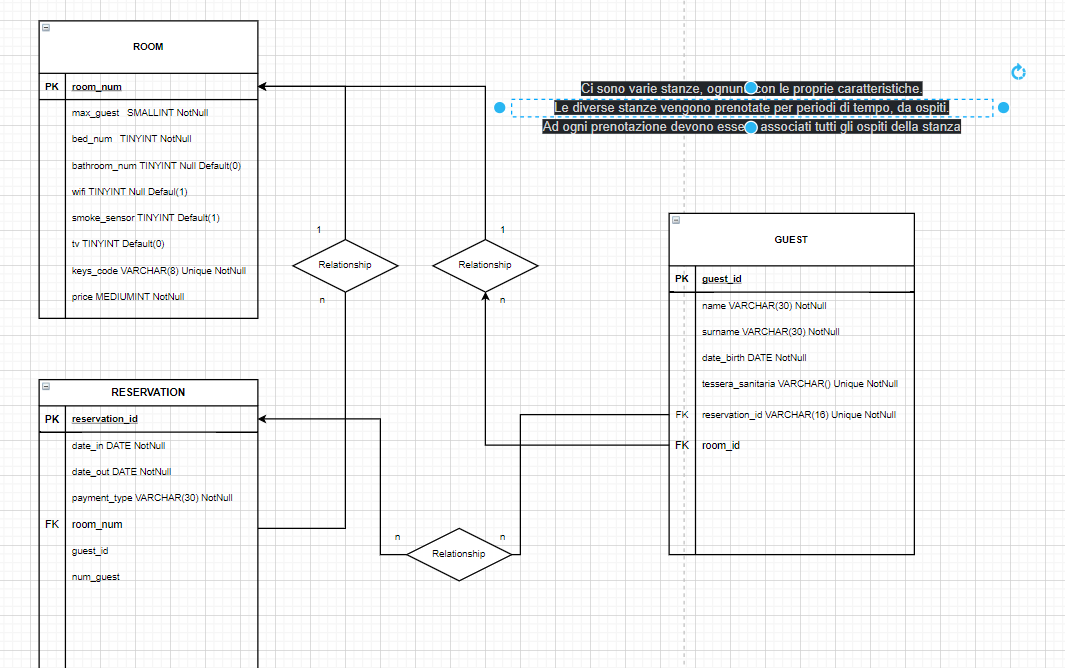 ROOM
PK room_num
max_guest SMALLINT NotNull
bed_num TINYINT NotNull
bathroom_num TINYINT Null Default(0)
wifi TINYINT Null Defaul(1)
smoke_sensor TINYINT Default(1)
tv TINYINT Default(0)
keys_code VARCHAR(8) Unique NotNull
price MEDIUMINT NotNull
Ci sono varie stanze, ognuna con le proprie caratteristiche.
Le diverse stanze vengono prenotate per periodi di tempo, da ospiti.
Ad ogni prenotazione devono essere associati tutti gli ospiti della stanza
1
Relationship
n
1
Relationship
n
GUEST
PK guest_id
name VARCHAR(30) NotNull
surname VARCHAR(30) NotNull
date_birth DATE NotNull
tessera_sanitaria VARCHAR() Unique NotNull
FK reservation_id VARCHAR(16) Unique NotNull
FK room_id
RESERVATION
PK reservation_id
date_in DATE NotNull
date_out DATE NotNull
payment_type VARCHAR(30) NotNull
FK room_num
guest_id
num_guest
n
Relationship
n